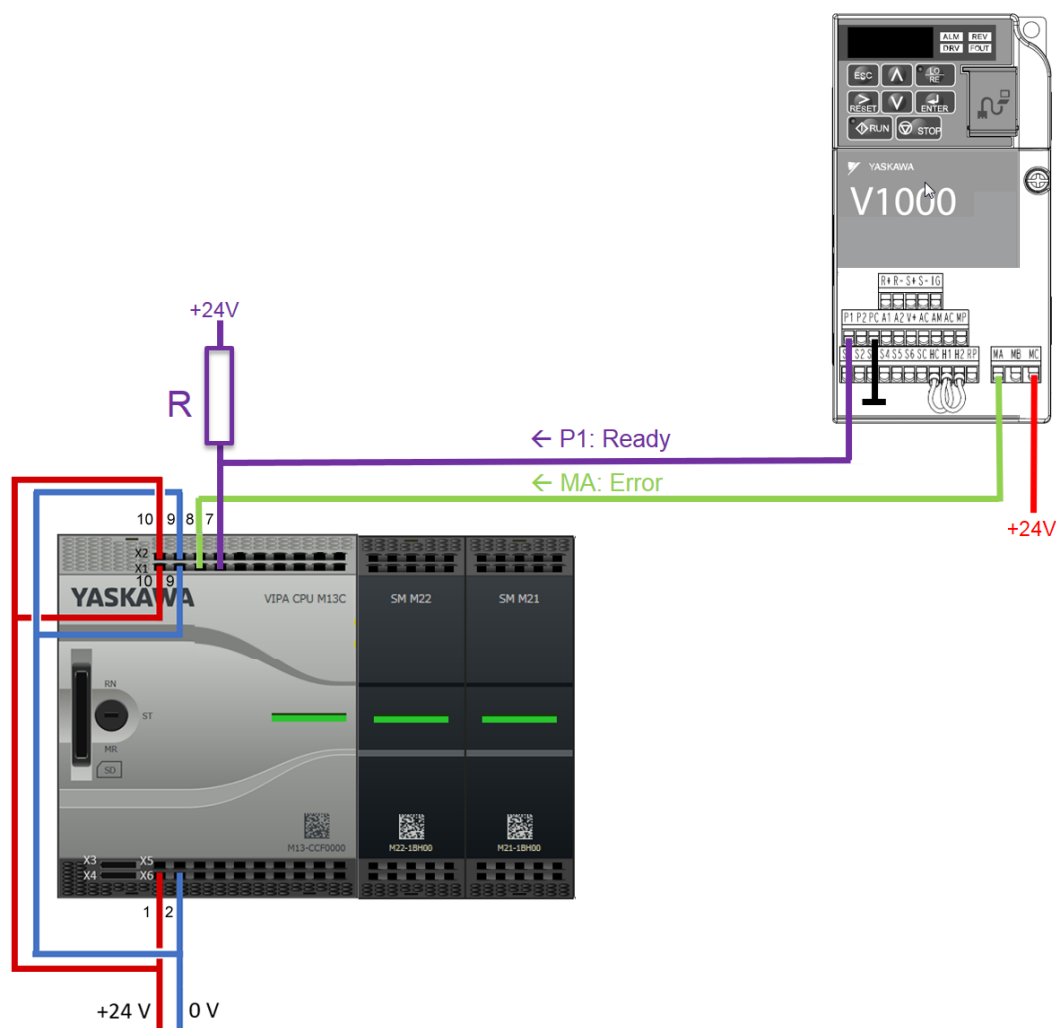 ALM REV
DRV FOUT
ESC LO RE
RESET ENTER
RUN STOP
YASKAWA
V1000
R+ R- S+ S- IG
+24V
P1 P2 PC A1 A2 V+ AC AM AC MP
S2 S4 S5 S6 SC HC H1 H2 RP
MA MB MC
R
← P1: Ready
← MA: Error
10 9 8 7
+24V
X2
X1
10 9
YASKAWA
VIPA CPU M13C
SM M22
SM M21
RN
ST
MR
SD
M13-CCF0000
M22-1BH00
M21-1BH00
X3 X5
X4 X6
1 2
+24 V 0 V